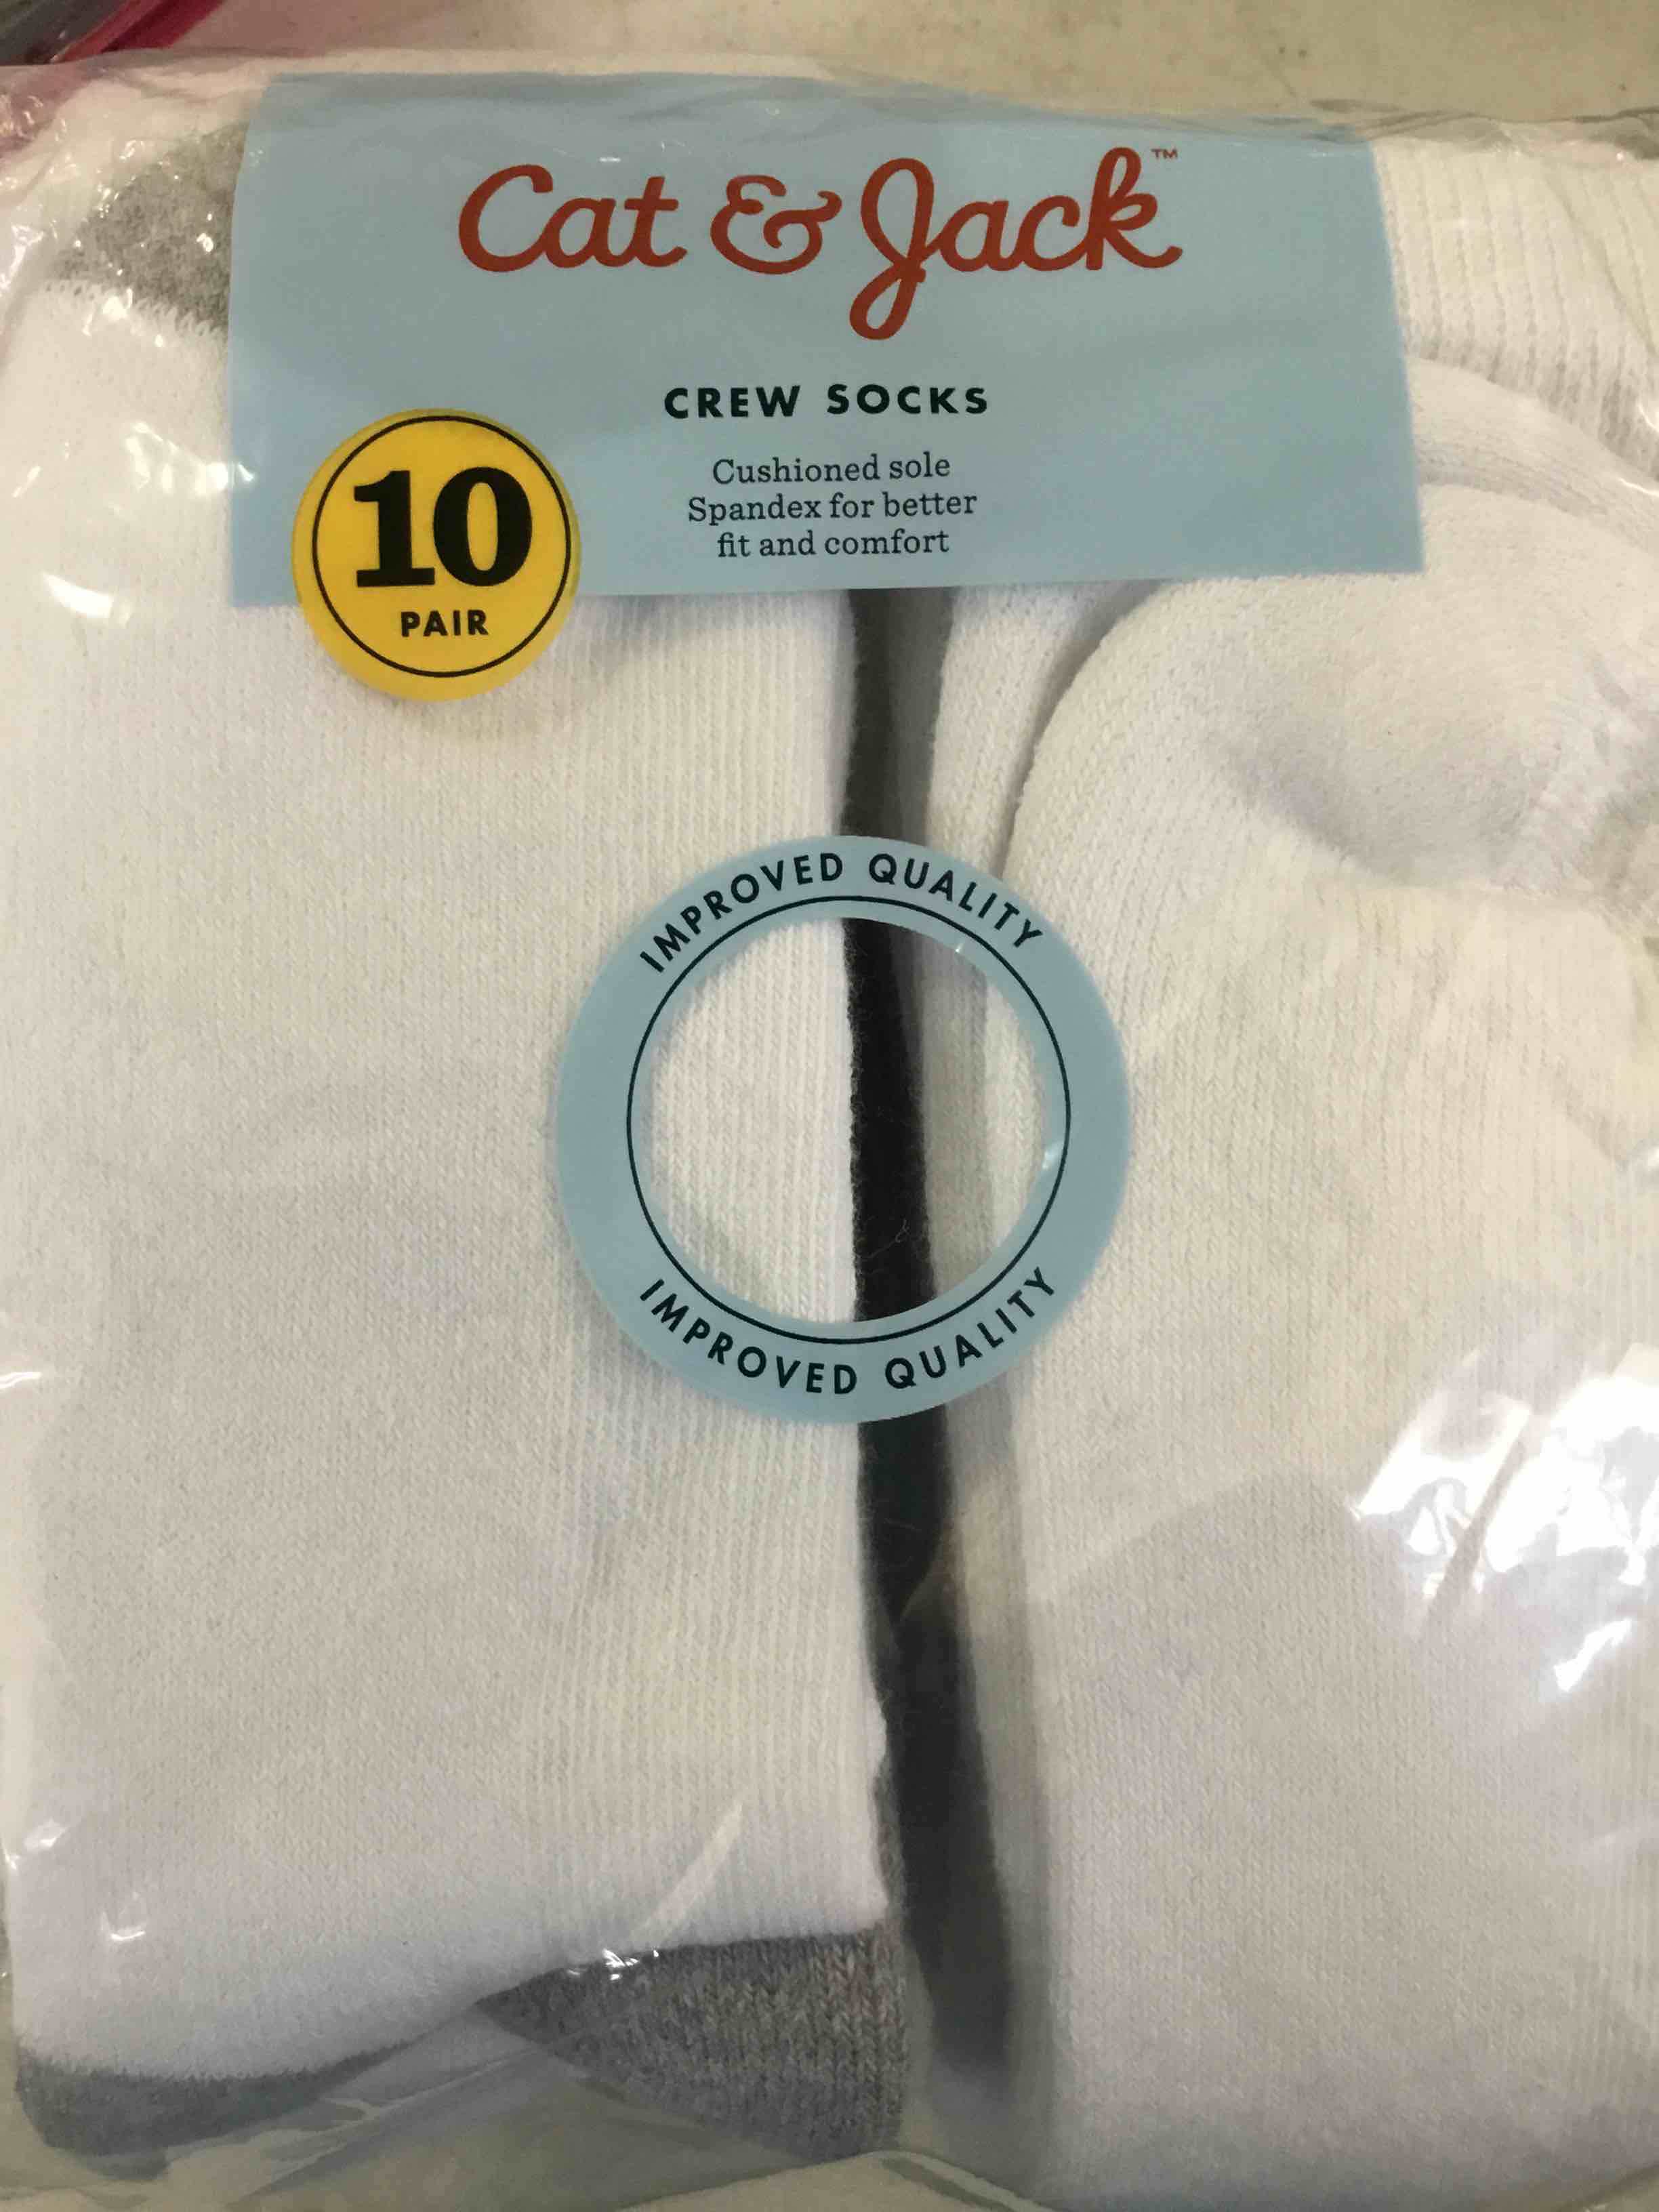 Cat & Jack™
CREW SOCKS
Cushioned sole
Spandex for better
fit and comfort
10
PAIR
IMPROVED QUALITY
IMPROVED QUALITY